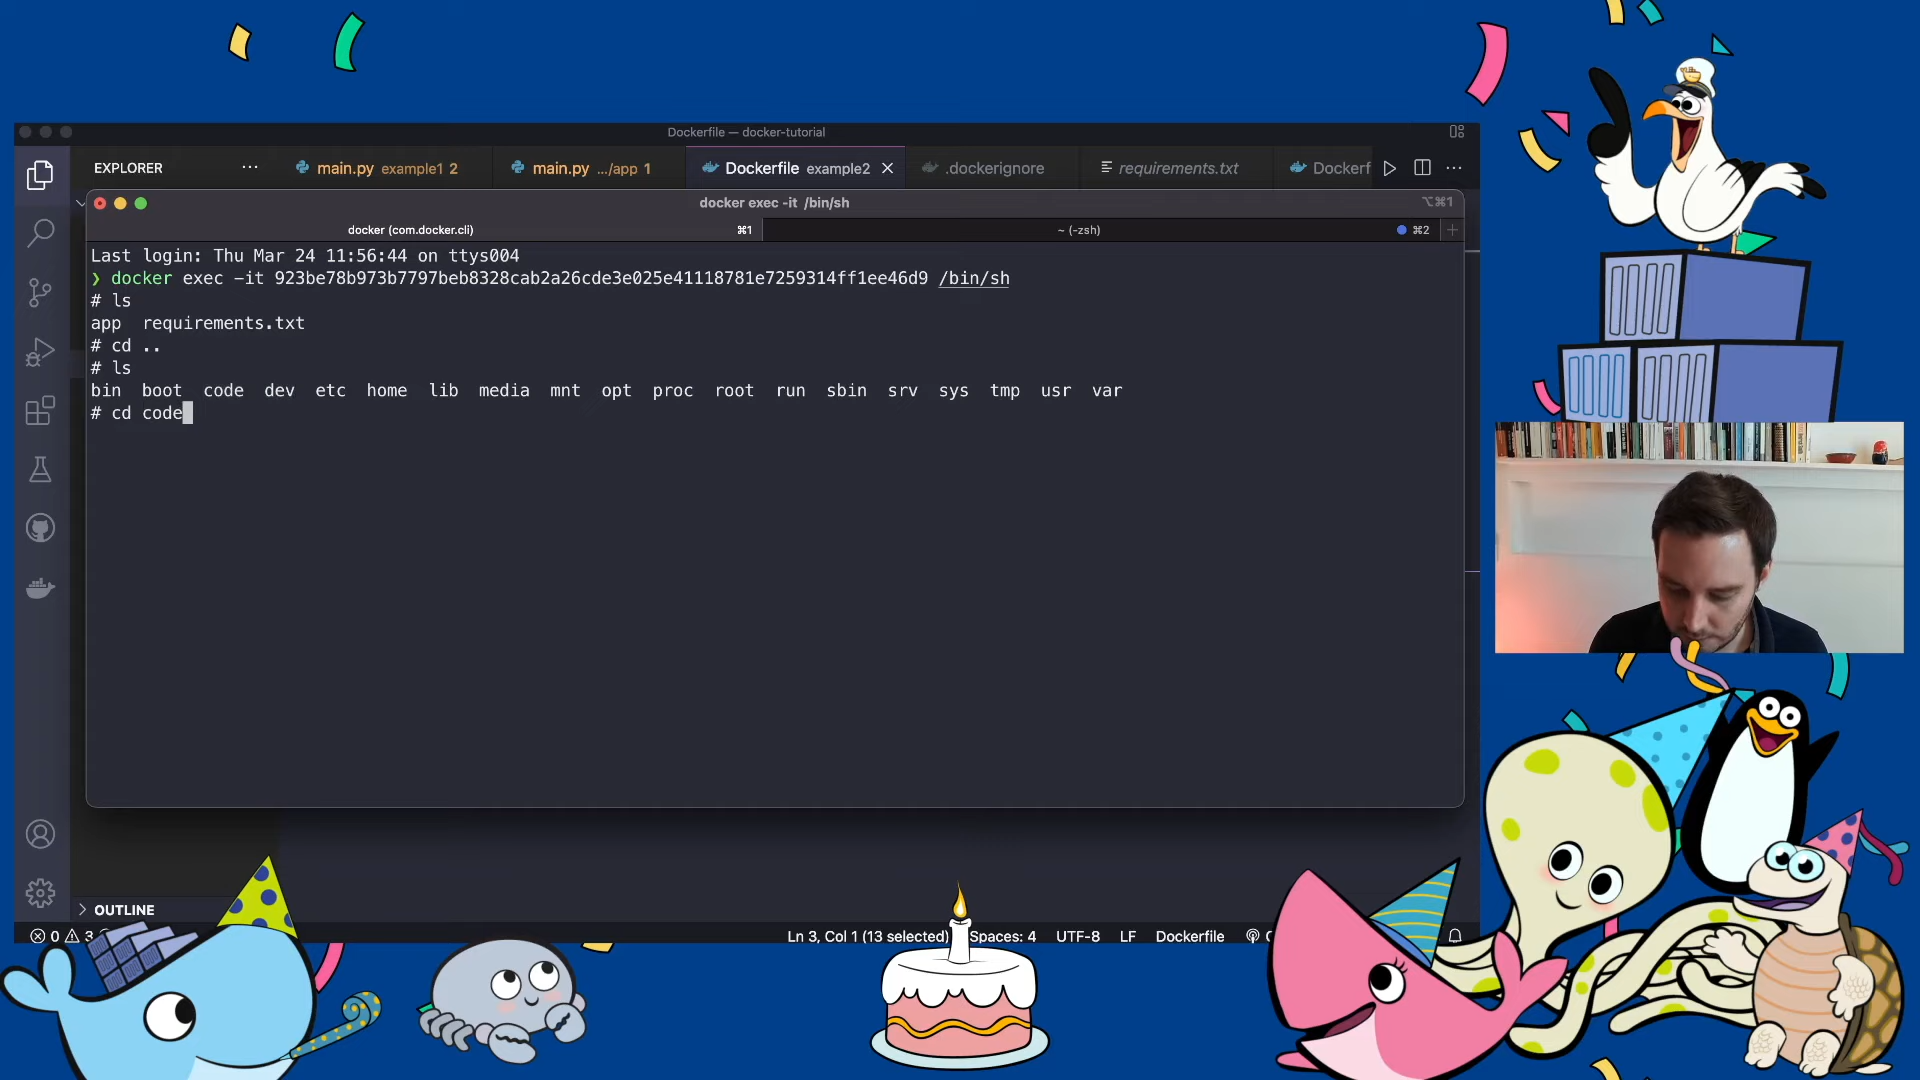 Dockerfile — docker-tutorial
EXPLORER ··· main.py example1 2 main.py .../app 1 Dockerfile example2 .dockerignore requirements.txt Dockerf ···
docker exec -it /bin/sh ⌥⌘1
docker (com.docker.cli) ⌘1 ~ (-zsh) ⌘2 +
Last login: Thu Mar 24 11:56:44 on ttys004
❯ docker exec -it 923be78b973b7797beb8328cab2a26cde3e025e41118781e7259314ff1ee46d9 /bin/sh
# ls
app requirements.txt
# cd ..
# ls
bin boot code dev etc home lib media mnt opt proc root run sbin srv sys tmp usr var
# cd code
OUTLINE
0 3 Ln 3, Col 1 (13 selected) Spaces: 4 UTF-8 LF Dockerfile